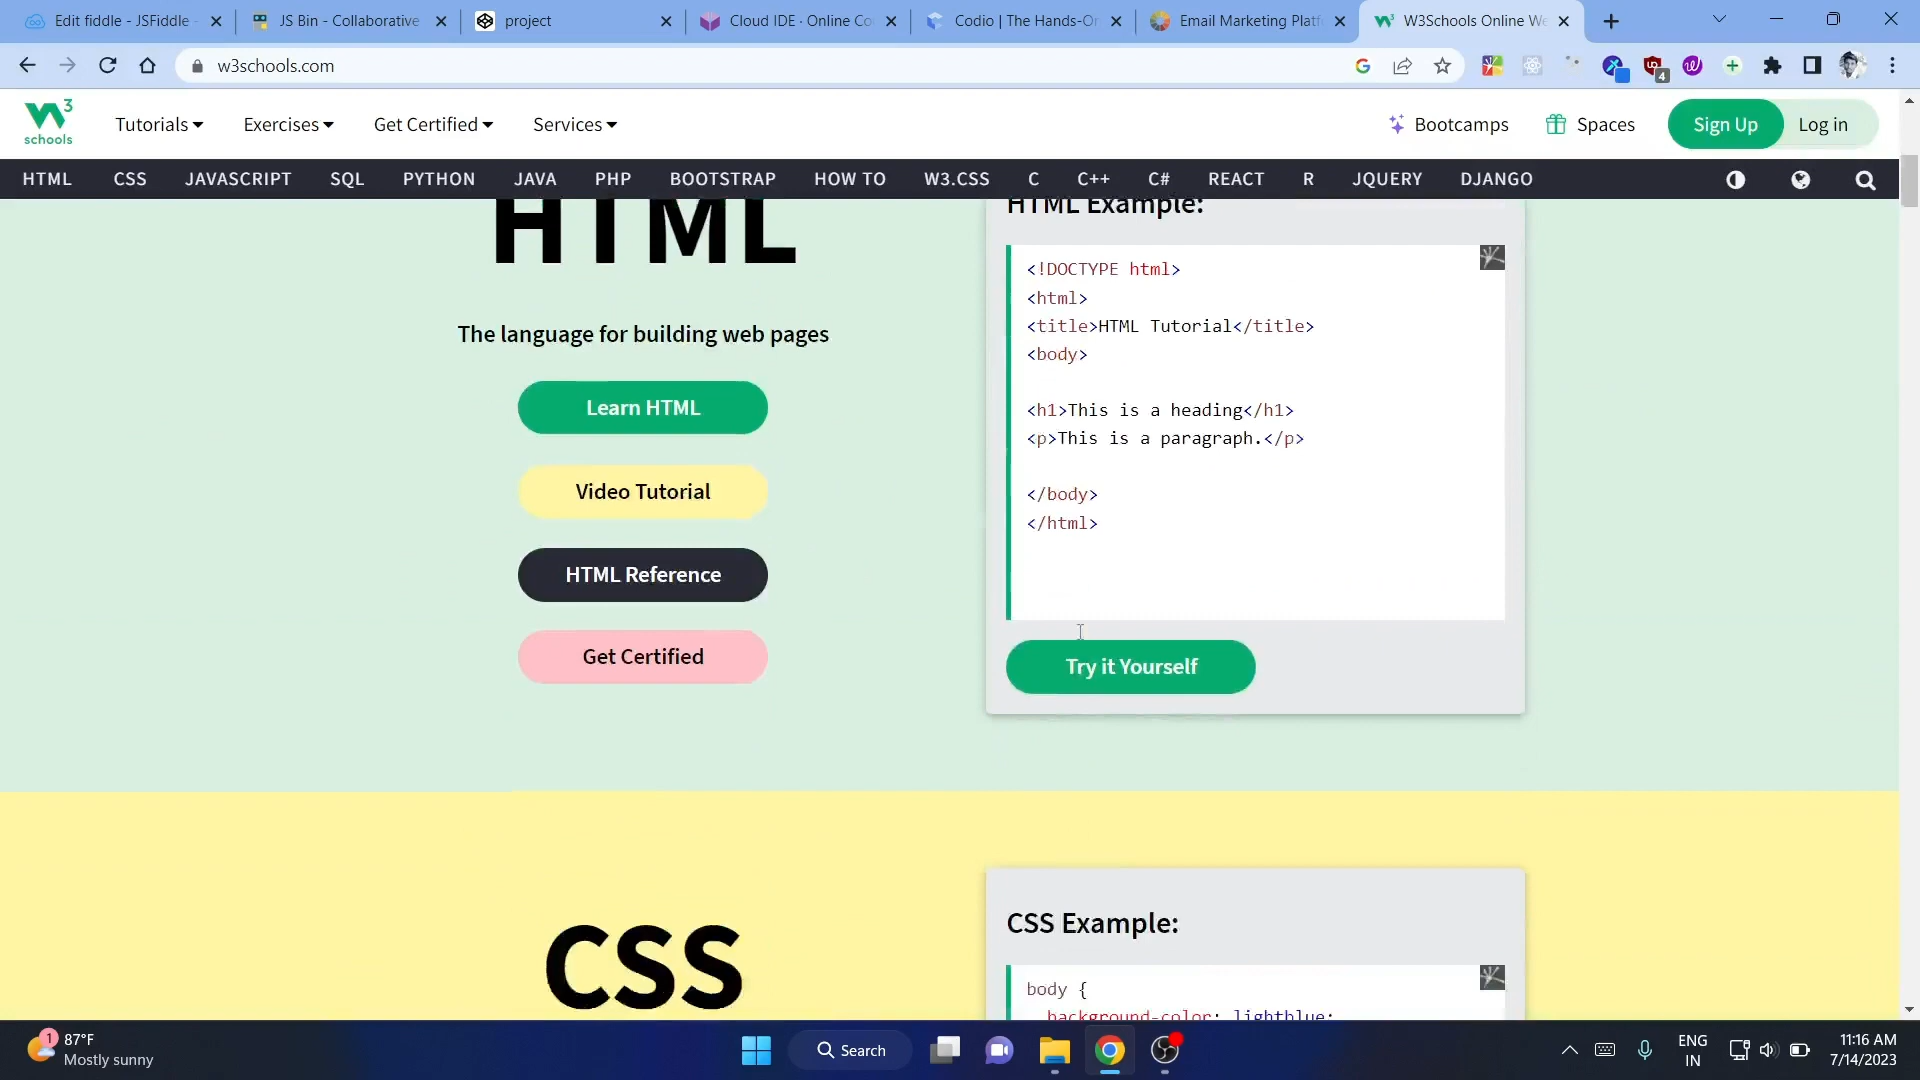 Edit fiddle - JSFiddle -
JS Bin - Collaborative
project
Cloud IDE · Online Co
Codio | The Hands-On
Email Marketing Platf
W3Schools Online We
w3schools.com
4
3
schools
Tutorials
Exercises
Get Certified
Services
Bootcamps
Spaces
Sign Up
Log in
HTML CSS JAVASCRIPT SQL PYTHON JAVA PHP BOOTSTRAP HOW TO W3.CSS C C++ C# REACT R JQUERY DJANGO
HTML
The language for building web pages
Learn HTML
Video Tutorial
HTML Reference
Get Certified
HTML Example:
<!DOCTYPE html>
<html>
<title>HTML Tutorial</title>
<body>
<h1>This is a heading</h1>
<p>This is a paragraph.</p>
</body>
</html>
Try it Yourself
CSS
CSS Example:
body {
background-color: lightblue;
1
87°F
Mostly sunny
Search
ENG
IN
11:16 AM
7/14/2023